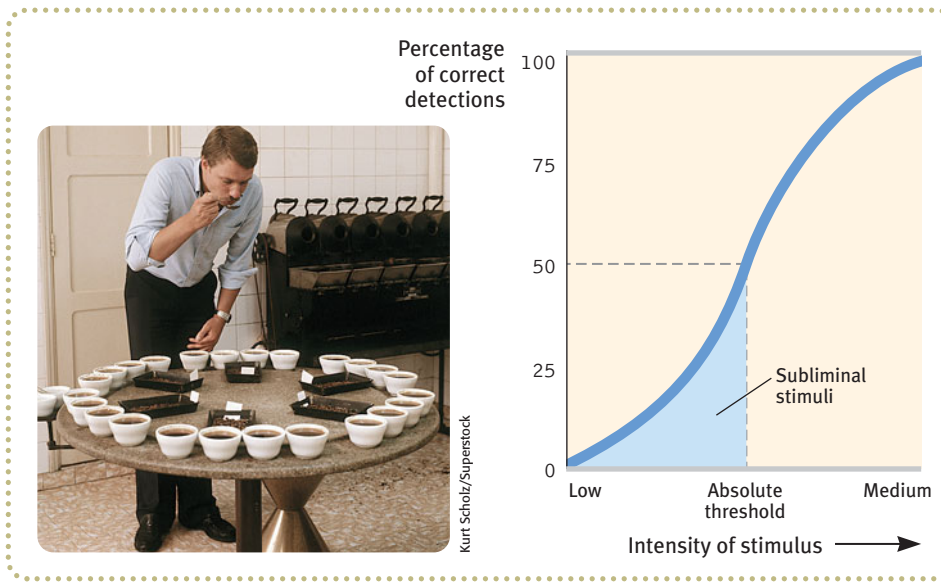 Percentage
of correct
detections
100
75
50
25
0
Subliminal
stimuli
Low
Absolute
threshold
Medium
Intensity of stimulus
Kurt Scholz/Superstock